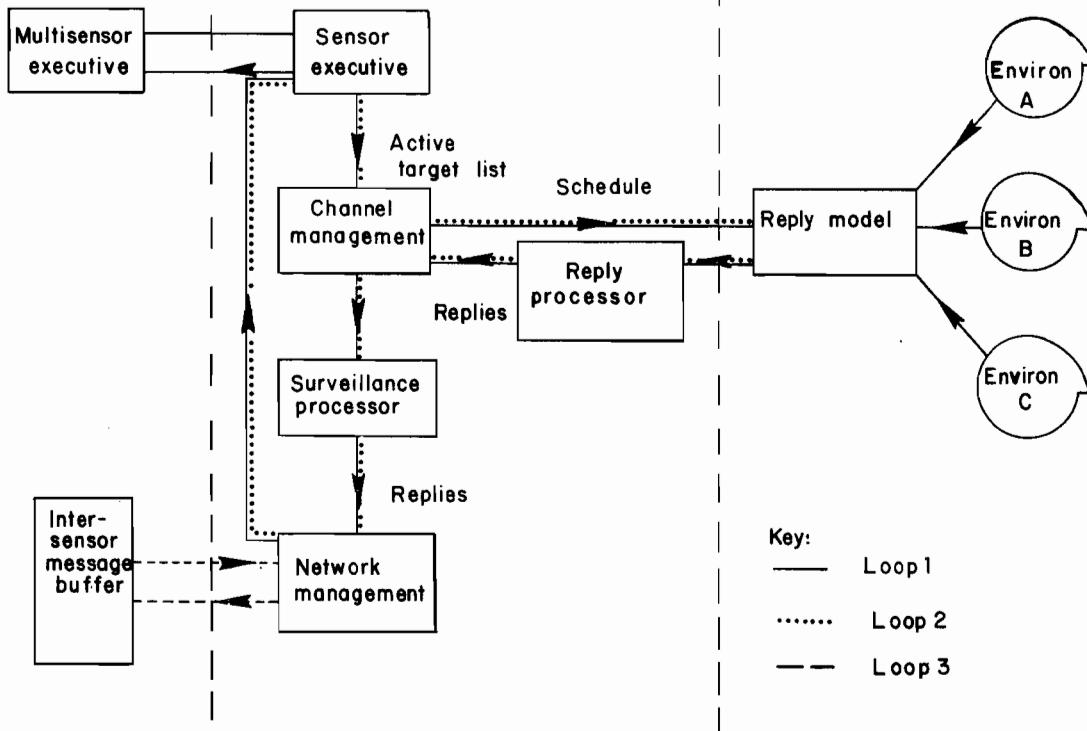 Multisensor
executive
Sensor
executive
Environ
A
Active
target list
Schedule
Channel
management
Reply model
Environ
B
Reply
processor
Replies
Surveillance
processor
Environ
C
Replies
Inter-
sensor
message
buffer
Network
management
Key:
Loop 1
Loop 2
Loop 3